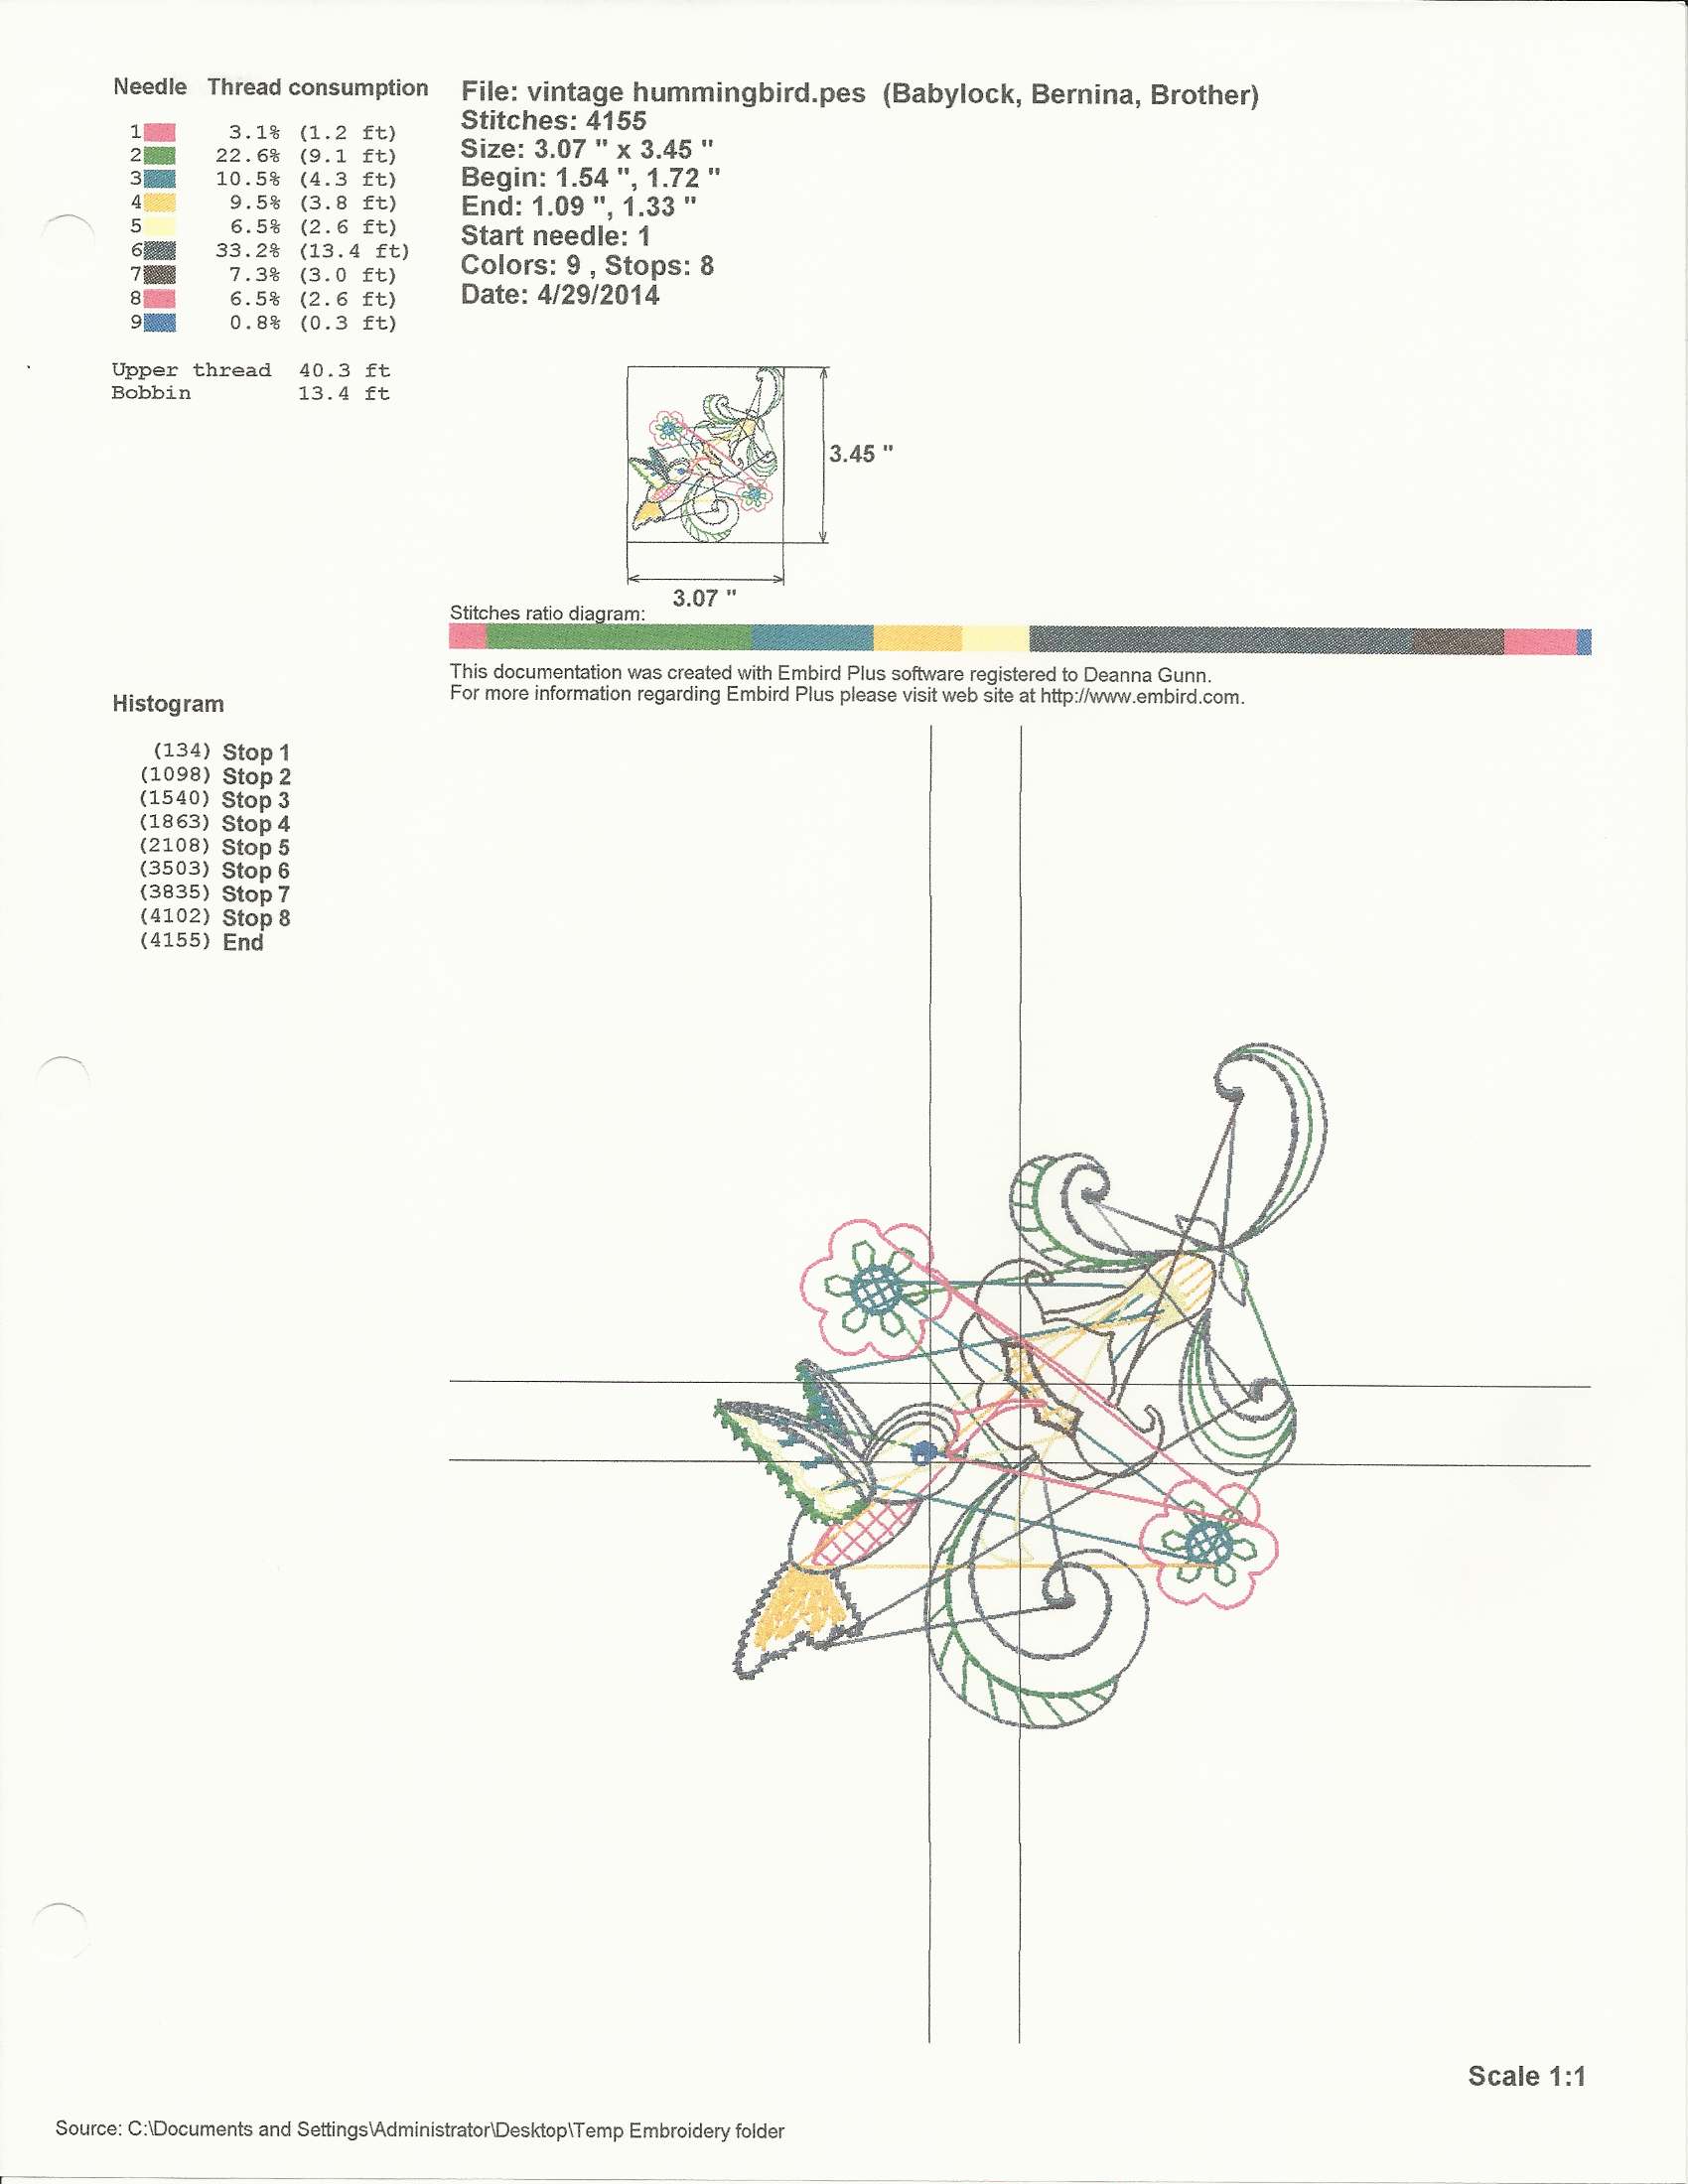 Needle Thread consumption
1 3.1% (1.2 ft)
2 22.6% (9.1 ft)
3 10.5% (4.3 ft)
4 9.5% (3.8 ft)
5 6.5% (2.6 ft)
6 33.2% (13.4 ft)
7 7.3% (3.0 ft)
8 6.5% (2.6 ft)
9 0.8% (0.3 ft)
Upper thread 40.3 ft
Bobbin 13.4 ft
File: vintage hummingbird.pes (Babylock, Bernina, Brother)
Stitches: 4155
Size: 3.07 " x 3.45 "
Begin: 1.54 ", 1.72 "
End: 1.09 ", 1.33 "
Start needle: 1
Colors: 9 , Stops: 8
Date: 4/29/2014
3.45 "
3.07 "
Stitches ratio diagram:
This documentation was created with Embird Plus software registered to Deanna Gunn.
For more information regarding Embird Plus please visit web site at http://www.embird.com.
Histogram
(134) Stop 1
(1098) Stop 2
(1540) Stop 3
(1863) Stop 4
(2108) Stop 5
(3503) Stop 6
(3835) Stop 7
(4102) Stop 8
(4155) End
Scale 1:1
Source: C:\Documents and Settings\Administrator\Desktop\Temp Embroidery folder